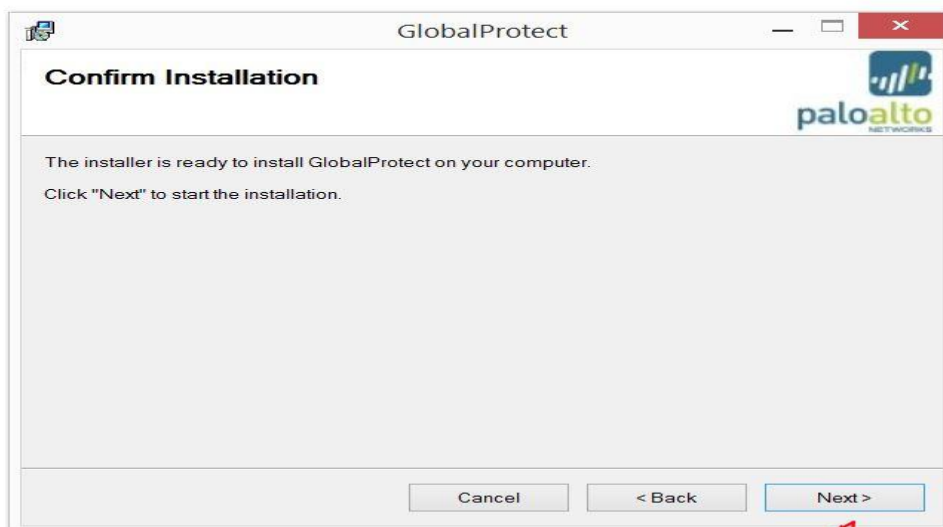 GlobalProtect
Confirm Installation
paloalto
NETWORKS
The installer is ready to install GlobalProtect on your computer.
Click "Next" to start the installation.
Cancel
< Back
Next >